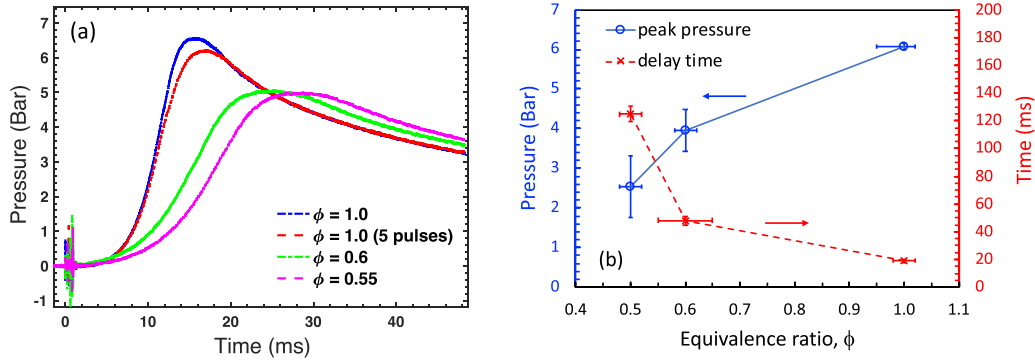 (a)
Pressure (Bar)
7
6
5
4
3
2
1
0
-1
ϕ = 1.0
ϕ = 1.0 (5 pulses)
ϕ = 0.6
ϕ = 0.55
0 10 20 30 40
Time (ms)
Pressure (Bar)
7
6
5
4
3
2
1
0
peak pressure
delay time
(b)
0.4 0.5 0.6 0.7 0.8 0.9 1.0 1.1
Equivalence ratio, ϕ
200
180
160
140
120
100
80
60
40
20
0
Time (ms)